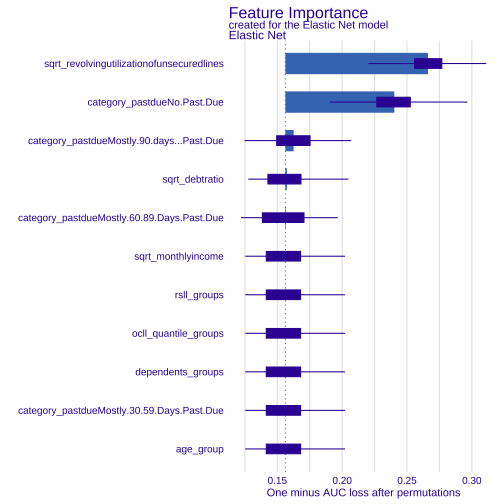 Feature Importance
created for the Elastic Net model
Elastic Net
sqrt_revolvingutilizationofunsecuredlines
category_pastdueNo.Past.Due
category_pastdueMostly.90.days...Past.Due
sqrt_debtratio
category_pastdueMostly.60.89.Days.Past.Due
sqrt_monthlyincome
rsll_groups
ocll_quantile_groups
dependents_groups
category_pastdueMostly.30.59.Days.Past.Due
age_group
0.15 0.20 0.25 0.30
One minus AUC loss after permutations